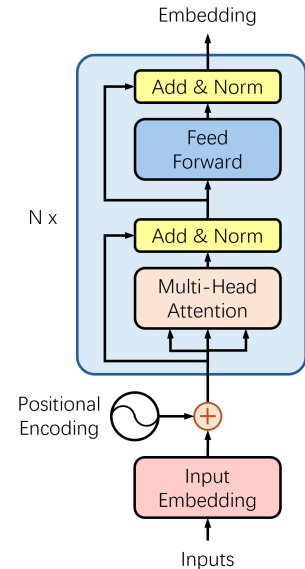 Embedding
Add & Norm
Feed
Forward
N x
Add & Norm
Multi-Head
Attention
Positional
Encoding
Input
Embedding
Inputs